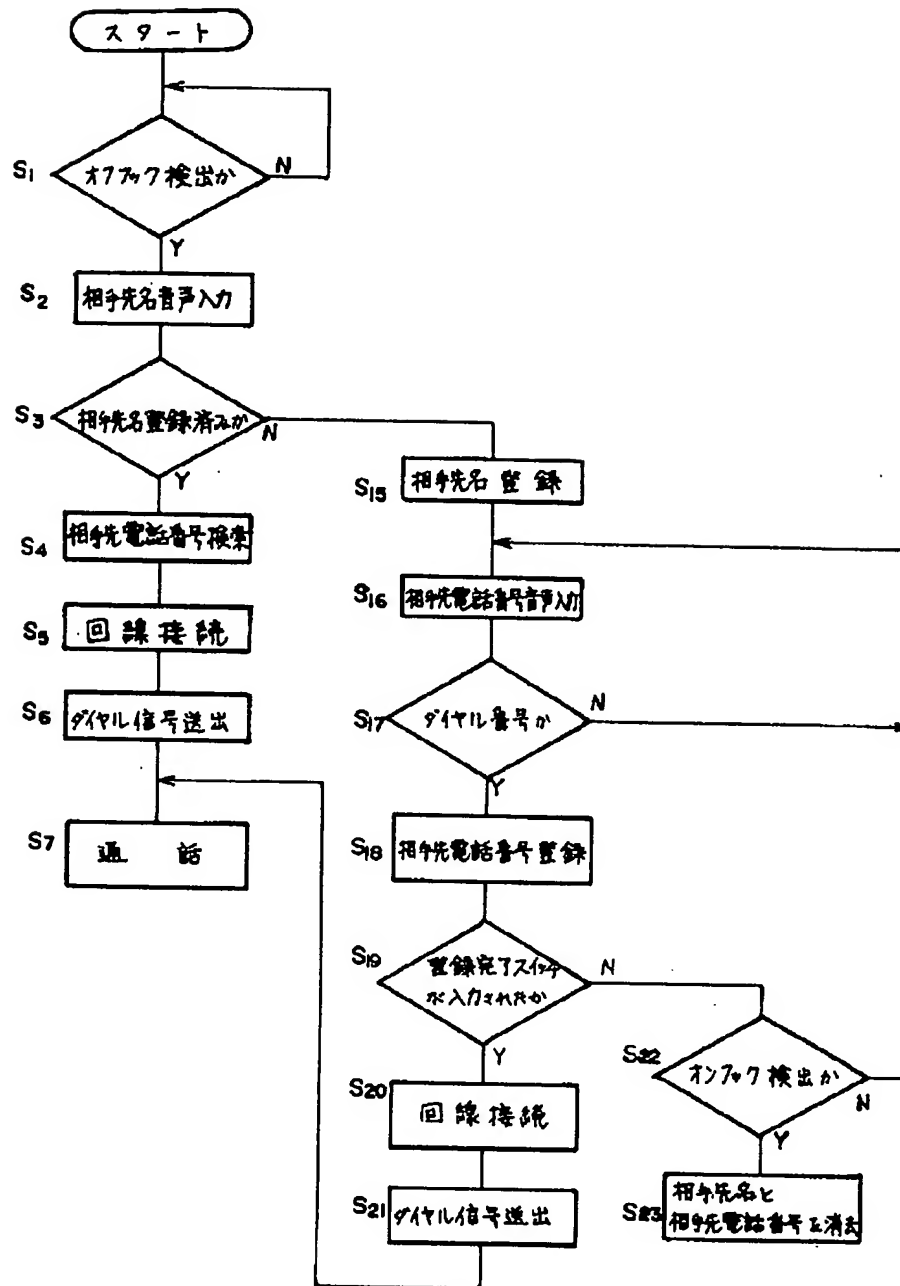 スタート
S1
オフフック検出か
N
Y
S2
相手先名音声入力
S3
相手先名登録済みか
N
Y
S4
相手先電話番号検索
S5
回線接続
S6
ダイヤル信号送出
S7
通話
S15
相手先名登録
S16
相手先電話番号音声入力
S17
ダイヤル番号か
N
Y
S18
相手先電話番号登録
S19
登録完了スイッチ
が入力されたか
N
Y
S20
回線接続
S21
ダイヤル信号送出
S22
オンフック検出か
N
Y
S23
相手先名と
相手先電話番号を消去